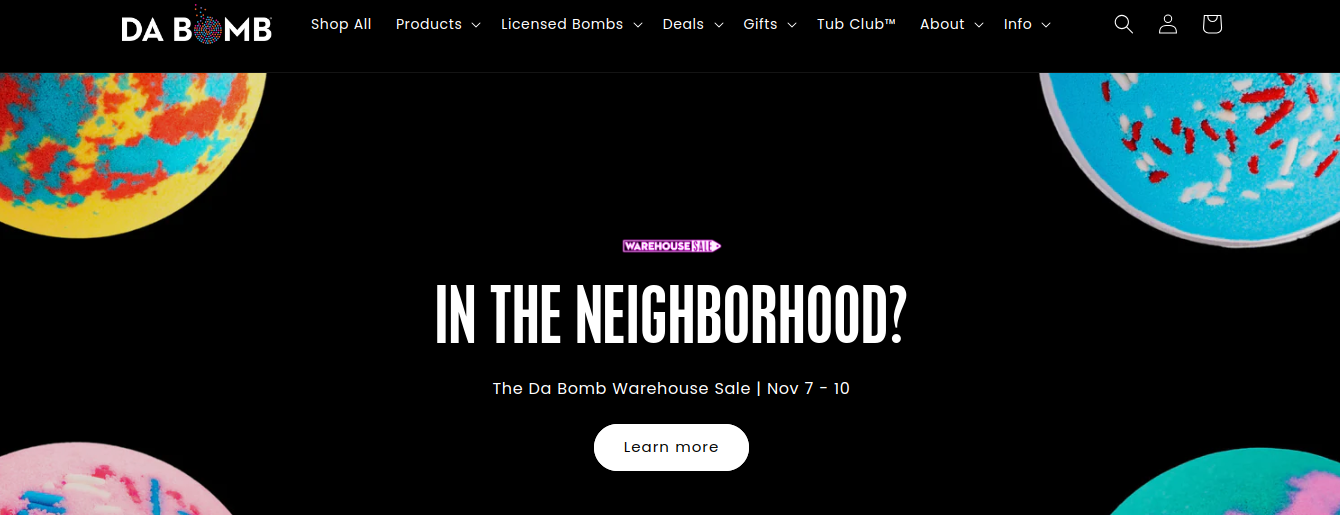 DA BOMB
Shop All
Products
Licensed Bombs
Deals
Gifts
Tub Club™
About
Info
WAREHOUSE SALE
IN THE NEIGHBORHOOD?
The Da Bomb Warehouse Sale | Nov 7 - 10
Learn more